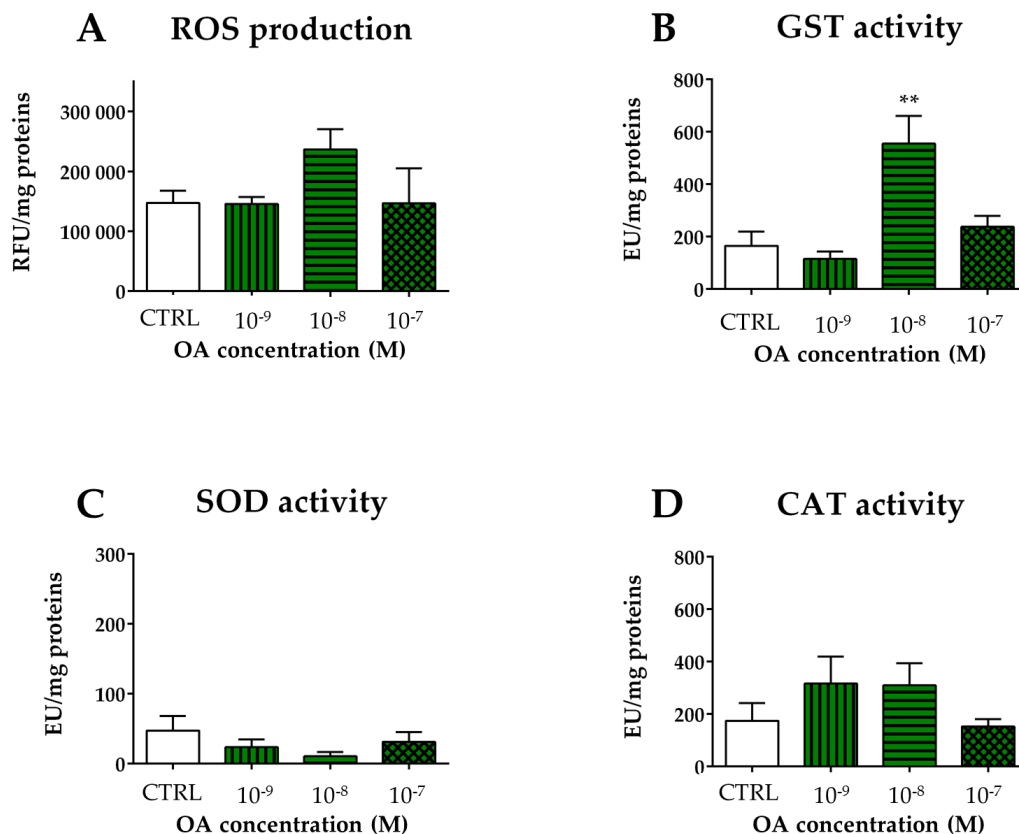 A ROS production
RFU/mg proteins
300 000
200 000
100 000
0
CTRL 10⁻⁹ 10⁻⁸ 10⁻⁷
OA concentration (M)
B GST activity
EU/mg proteins
800
600
400
200
0
**
CTRL 10⁻⁹ 10⁻⁸ 10⁻⁷
OA concentration (M)
C SOD activity
EU/mg proteins
300
200
100
0
CTRL 10⁻⁹ 10⁻⁸ 10⁻⁷
OA concentration (M)
D CAT activity
EU/mg proteins
800
600
400
200
0
CTRL 10⁻⁹ 10⁻⁸ 10⁻⁷
OA concentration (M)